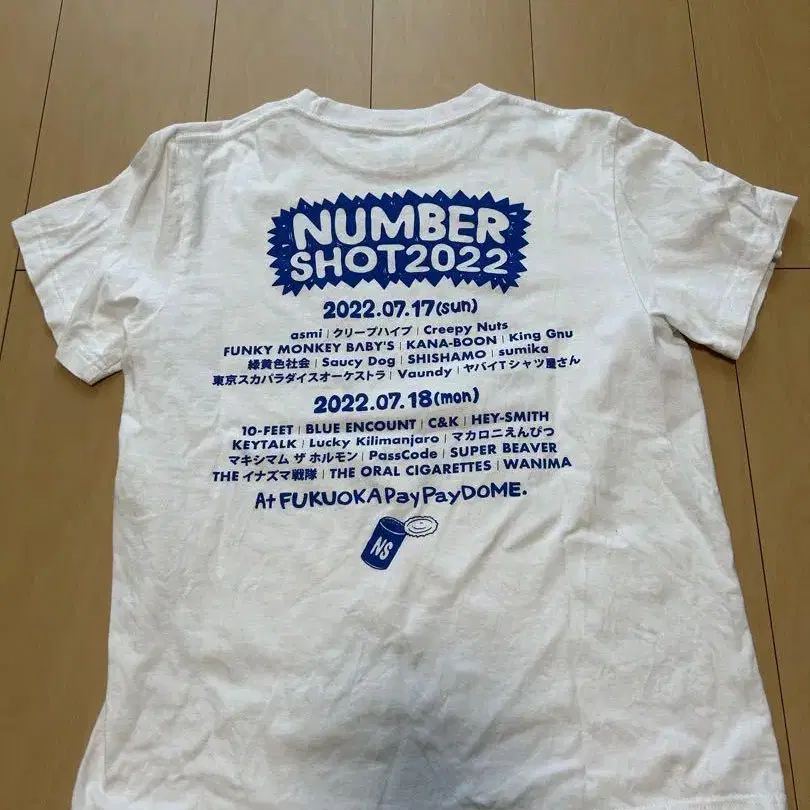 NUMBER
SHOT2022
2022.07.17(sun)
asmi | クリープハイプ | Creepy Nuts
FUNKY MONKEY BΛBY'S | KANA-BOON | King Gnu
緑黄色社会 | Saucy Dog | SHISHAMO | sumika
東京スカパラダイスオーケストラ | Vaundy | ヤバイTシャツ屋さん
2022.07.18(mon)
10-FEET | BLUE ENCOUNT | C&K | HEY-SMITH
KEYTALK | Lucky Kilimanjaro | マカロニえんぴつ
マキシマム ザ ホルモン | PassCode | SUPER BEAVER
THE イナズマ戦隊 | THE ORAL CIGARETTES | WANIMA
At FUKUOKA PayPayDOME.
NS